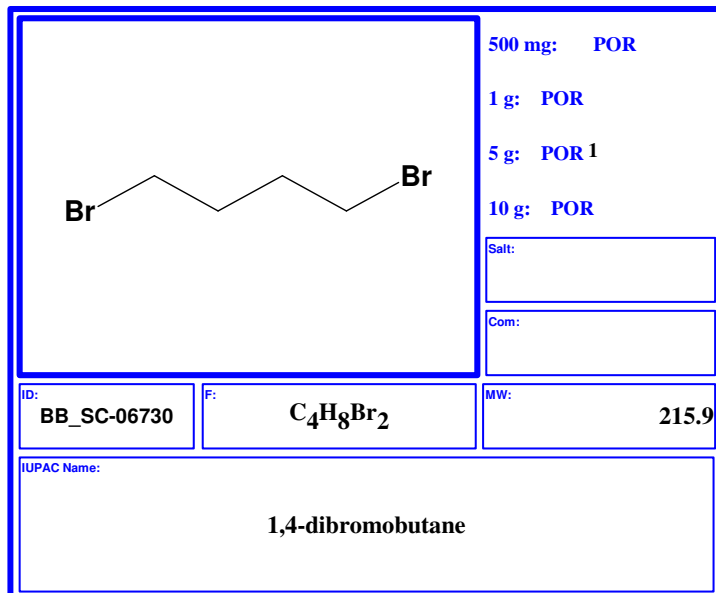 500 mg: POR
1 g: POR
5 g: POR 1
10 g: POR
Br
Br
Salt:
Com:
ID:
BB_SC-06730
F:
C4H8Br2
MW:
215.9
IUPAC Name:
1,4-dibromobutane